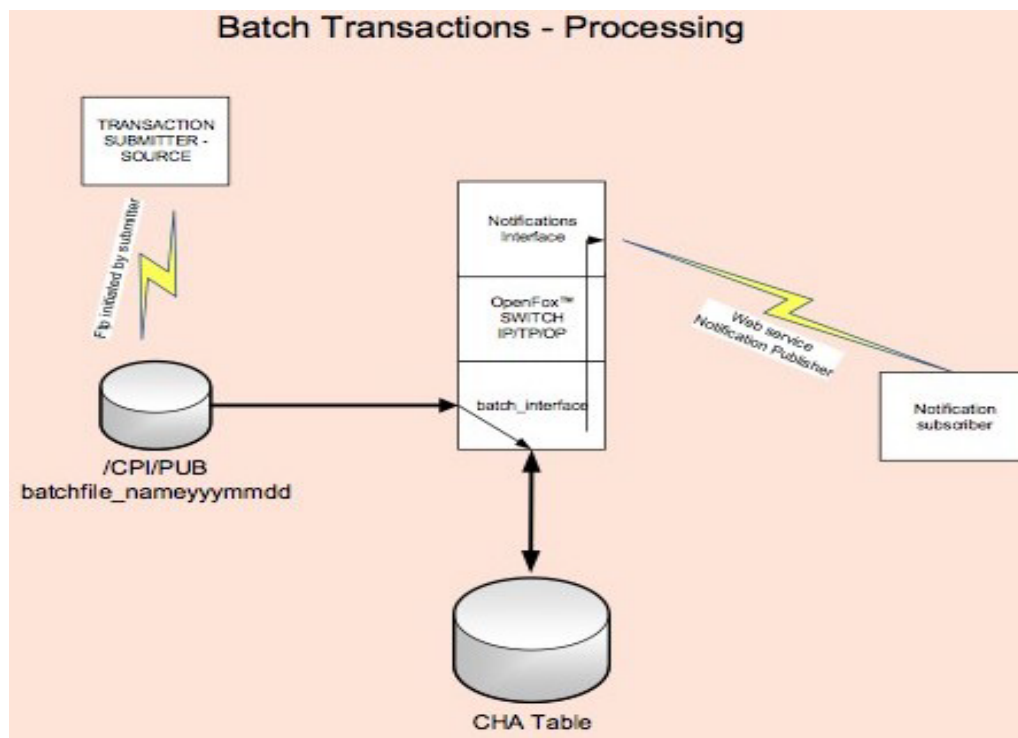 Batch Transactions - Processing
TRANSACTION
SUBMITTER -
SOURCE
Ftp initiated by submitter
Notifications
Interface
OpenFox™
SWITCH
IP/TP/OP
batch_interface
Web service
Notification Publisher
Notification
subscriber
/CPI/PUB
batchfile_nameyyymmdd
CHA Table